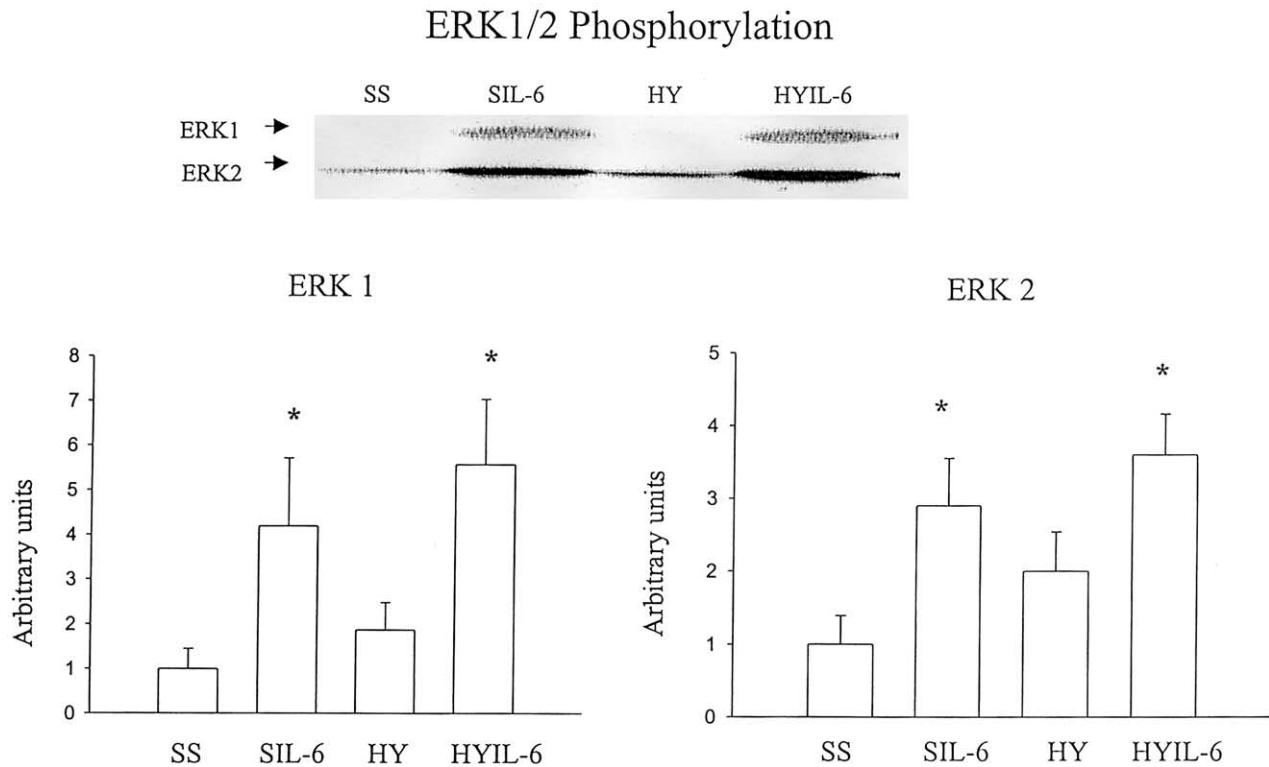 ERK1/2 Phosphorylation
SS SIL-6 HY HYIL-6
ERK1
ERK2
ERK 1
8
7
6
5
4
3
2
1
0
Arbitrary units
* *
SS SIL-6 HY HYIL-6
ERK 2
5
4
3
2
1
0
Arbitrary units
* *
SS SIL-6 HY HYIL-6